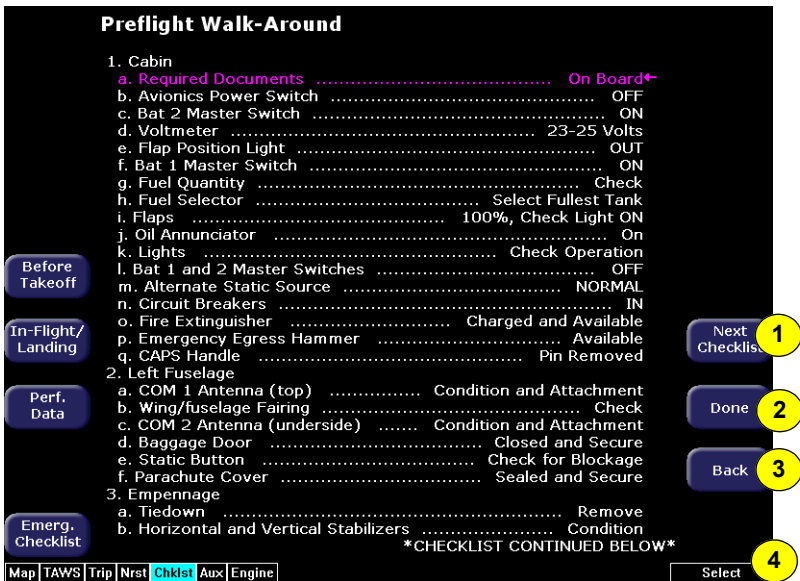 Preflight Walk-Around
1. Cabin
a. Required Documents ........................................... On Board←
b. Avionics Power Switch .................................................... OFF
c. Bat 2 Master Switch ......................................................... ON
d. Voltmeter ....................................................... 23-25 Volts
e. Flap Position Light ........................................................ OUT
f. Bat 1 Master Switch ......................................................... ON
g. Fuel Quantity ............................................................ Check
h. Fuel Selector ........................................ Select Fullest Tank
i. Flaps .............................................. 100%, Check Light ON
j. Oil Annunciator ................................................................ On
k. Lights ..................................................... Check Operation
l. Bat 1 and 2 Master Switches ......................................... OFF
m. Alternate Static Source ......................................... NORMAL
n. Circuit Breakers ............................................................... IN
o. Fire Extinguisher ............................ Charged and Available
p. Emergency Egress Hammer ................................. Available
q. CAPS Handle ................................................ Pin Removed
2. Left Fuselage
a. COM 1 Antenna (top) ................ Condition and Attachment
b. Wing/fuselage Fairing ................................................ Check
c. COM 2 Antenna (underside) ....... Condition and Attachment
d. Baggage Door ........................................ Closed and Secure
e. Static Button ....................................... Check for Blockage
f. Parachute Cover ..................................... Sealed and Secure
3. Empennage
a. Tiedown ............................................................... Remove
b. Horizontal and Vertical Stabilizers ...................... Condition
*CHECKLIST CONTINUED BELOW*
Before
Takeoff
In-Flight/
Landing
Perf.
Data
Emerg.
Checklist
Next
Checklist
1
Done
2
Back
3
Map TAWS Trip Nrst Chklst Aux Engine
Select
4